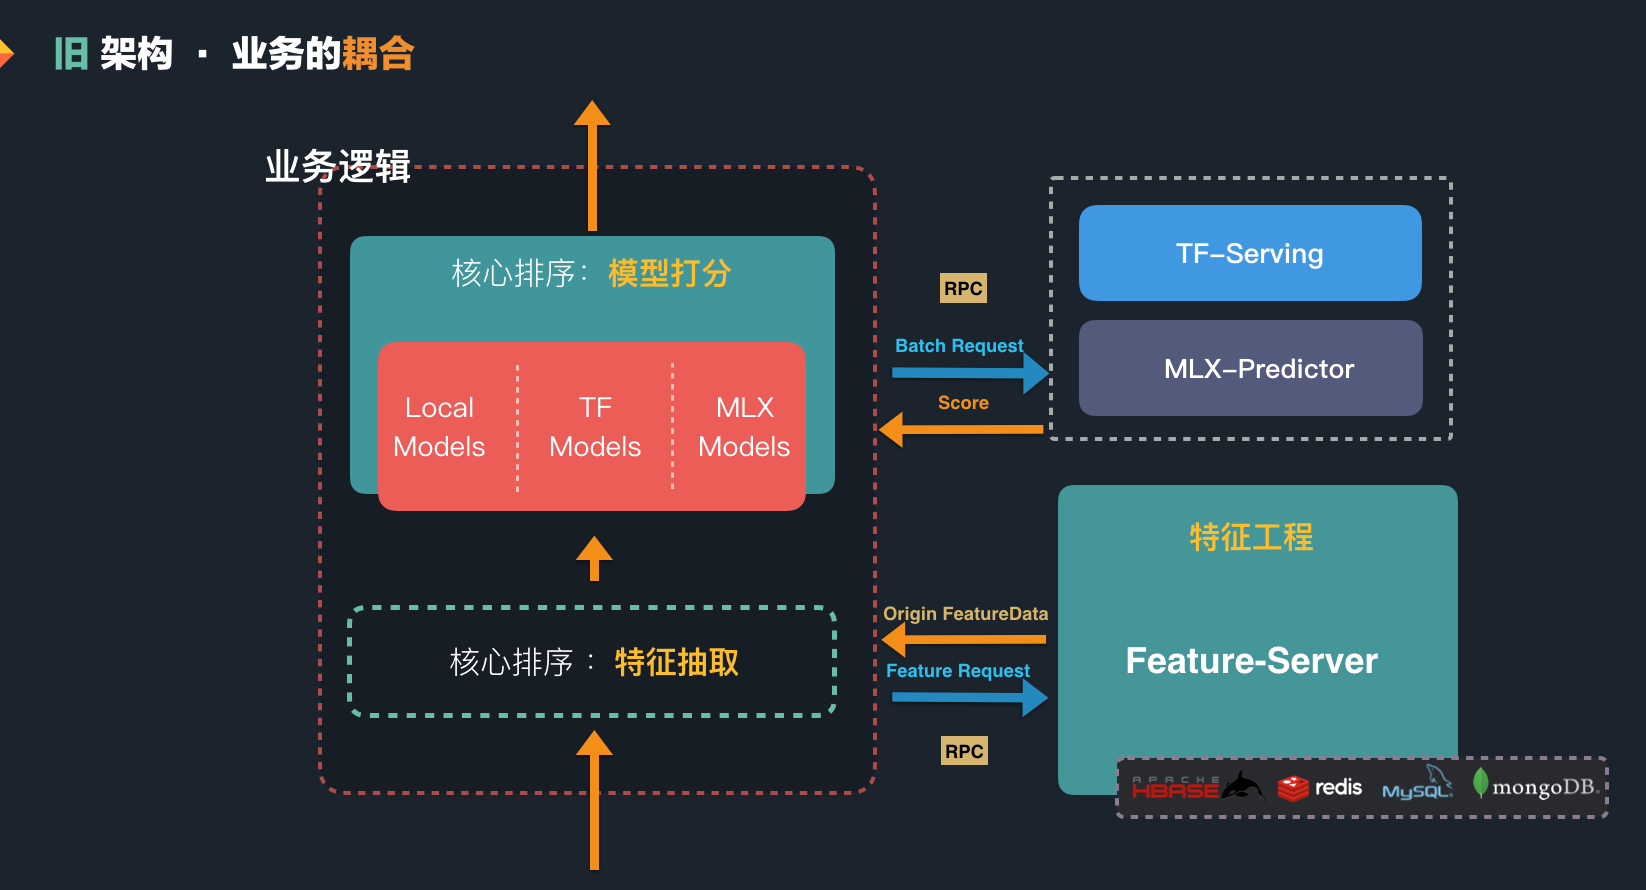 旧 架构 · 业务的耦合
业务逻辑
核心排序：模型打分
Local Models
TF Models
MLX Models
核心排序：特征抽取
RPC
Batch Request
Score
TF-Serving
MLX-Predictor
Origin FeatureData
Feature Request
RPC
特征工程
Feature-Server
APACHE
HBASE
redis
MySQL
mongoDB